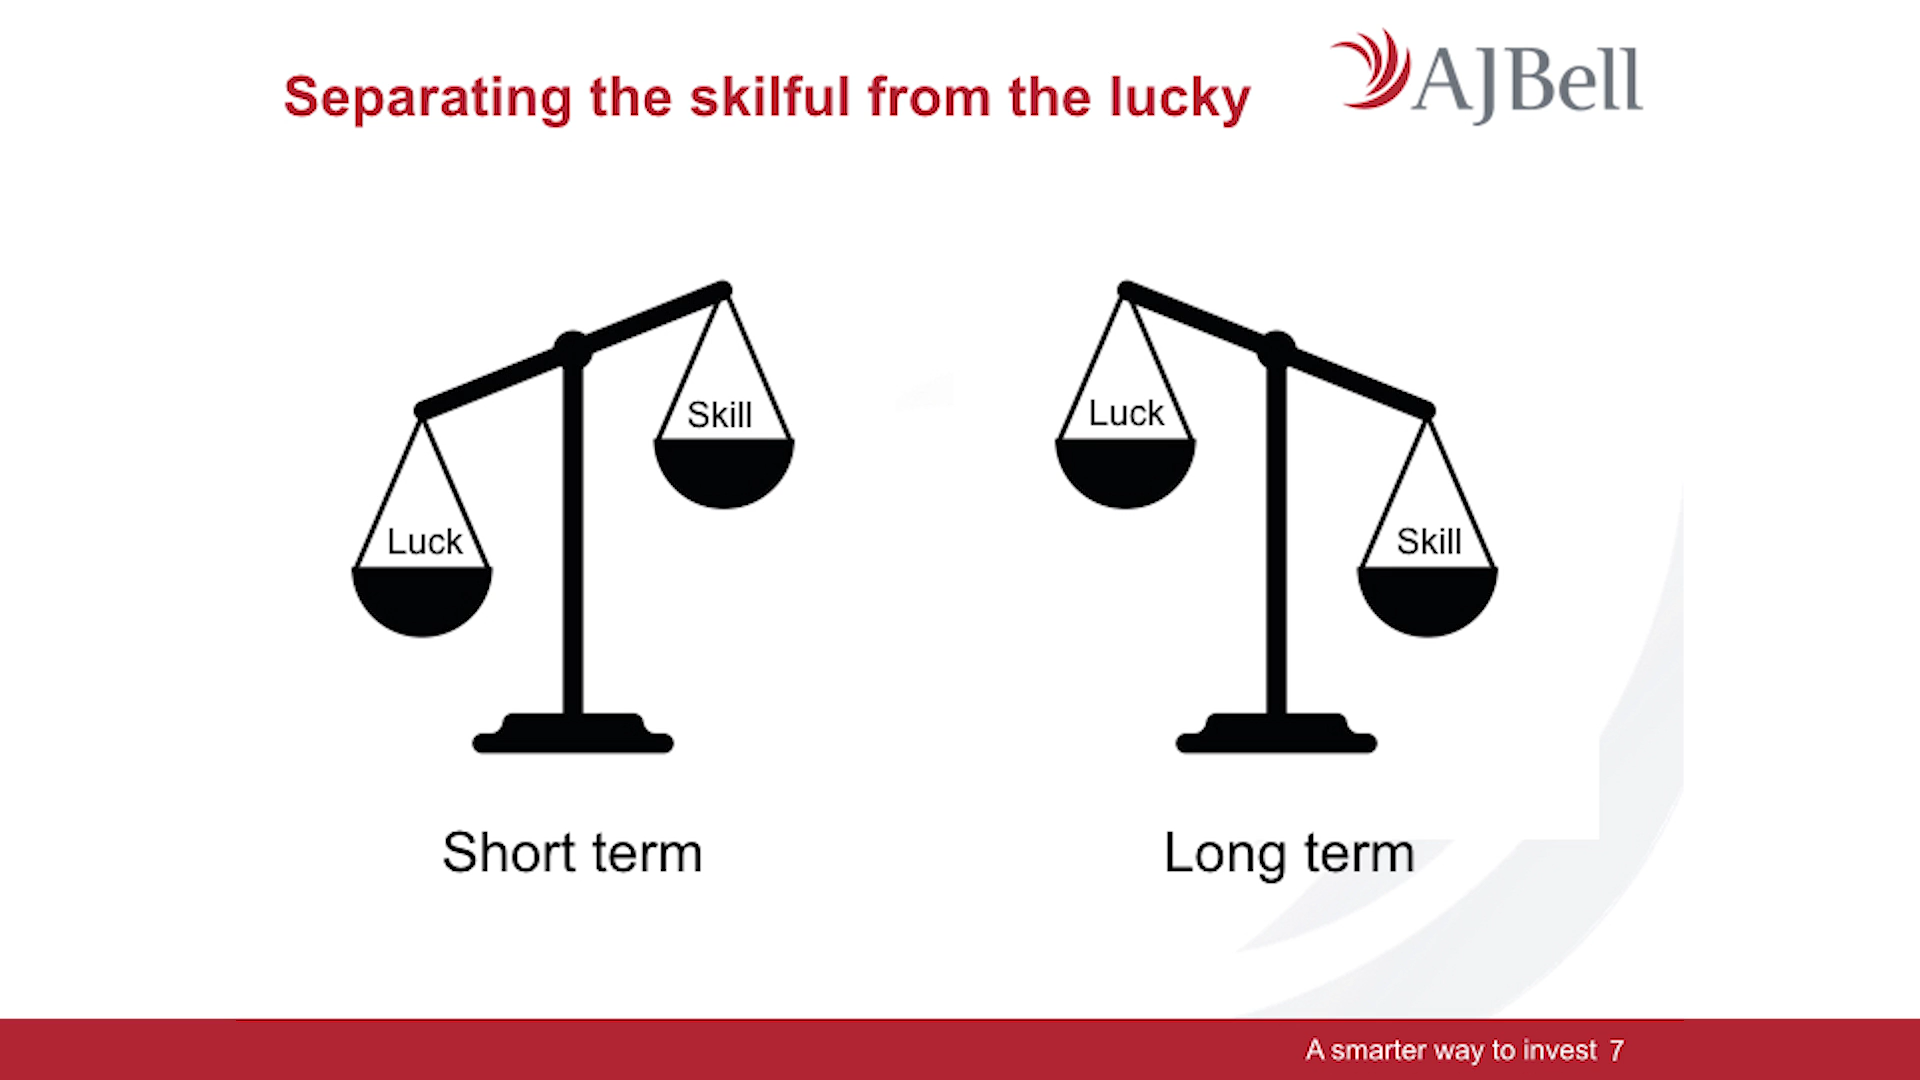 Separating the skilful from the lucky
AJBell
Skill
Luck
Luck
Skill
Short term
Long term
A smarter way to invest 7